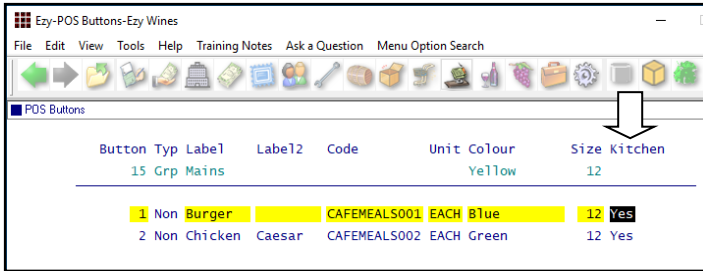 Ezy-POS Buttons-Ezy Wines
File Edit View Tools Help Training Notes Ask a Question Menu Option Search
POS Buttons
Button Typ Label Label2 Code Unit Colour Size Kitchen
15 Grp Mains Yellow 12
1 Non Burger CAFEMEALS001 EACH Blue 12 Yes
2 Non Chicken Caesar CAFEMEALS002 EACH Green 12 Yes